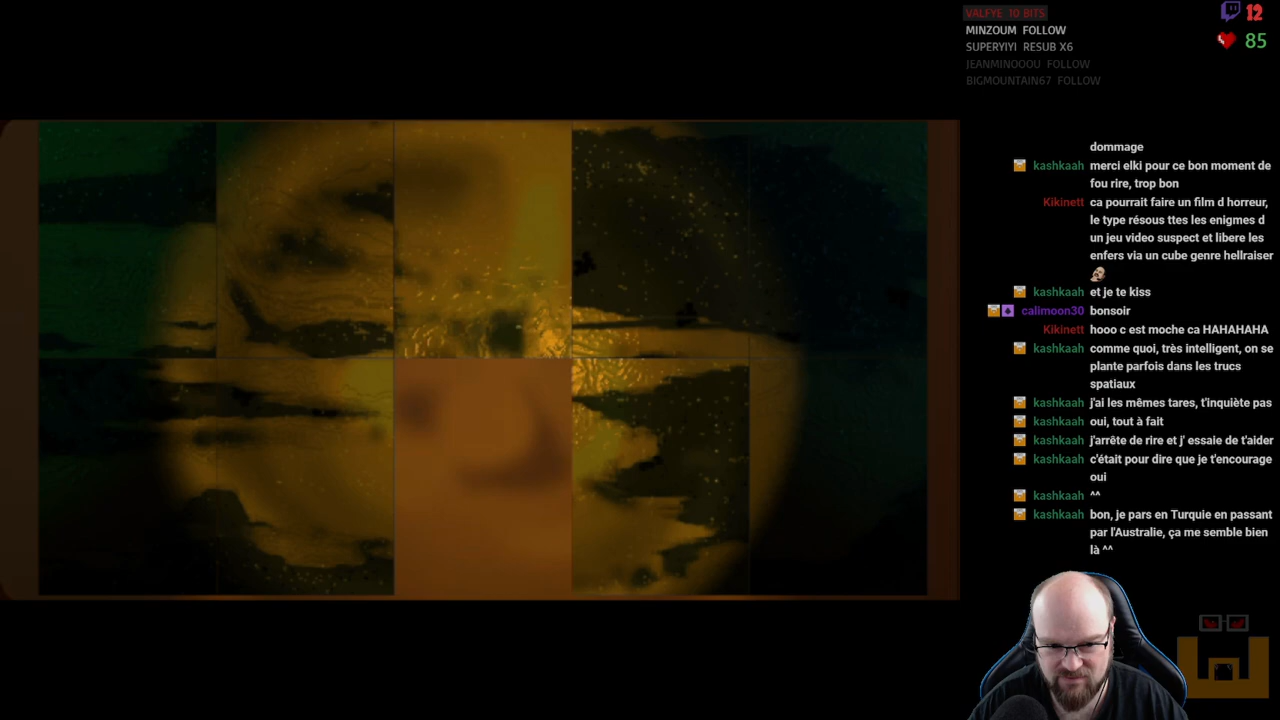 VALFYE 10 BITS
12
MINZOUM FOLLOW
85
SUPERYIYI RESUB X6
JEANMINOOOU FOLLOW
BIGMOUNTAIN67 FOLLOW
dommage
kashkaah merci elki pour ce bon moment de
fou rire, trop bon
Kikinett ca pourrait faire un film d horreur,
le type résous ttes les enigmes d
un jeu video suspect et libere les
enfers via un cube genre hellraiser
kashkaah et je te kiss
calimoon30 bonsoir
Kikinett hooo c est moche ca HAHAHAHA
kashkaah comme quoi, très intelligent, on se
plante parfois dans les trucs
spatiaux
kashkaah j'ai les mêmes tares, t'inquiète pas
kashkaah oui, tout à fait
kashkaah j'arrête de rire et j' essaie de t'aider
kashkaah c'était pour dire que je t'encourage
oui
kashkaah ^^
kashkaah bon, je pars en Turquie en passant
par l'Australie, ça me semble bien
là ^^